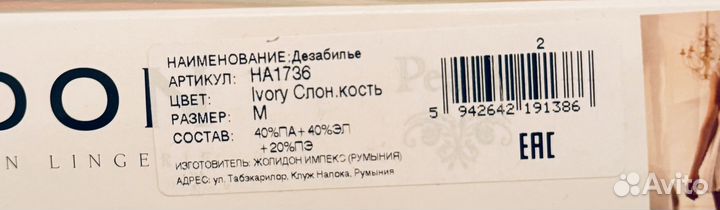 НАИМЕНОВАНИЕ:Дезабилье
АРТИКУЛ: HA1736
ЦВЕТ: Ivory Слон.кость
РАЗМЕР: M
СОСТАВ: 40%ПА+40%ЭЛ
+20%ПЭ
ИЗГОТОВИТЕЛЬ: ЖОЛИДОН ИМПЕКС (РУМЫНИЯ)
АДРЕС: ул. Табэкарилор, Клуж Напока, Румыния
2
5 942642 191386
EAC
LINGE
Avito